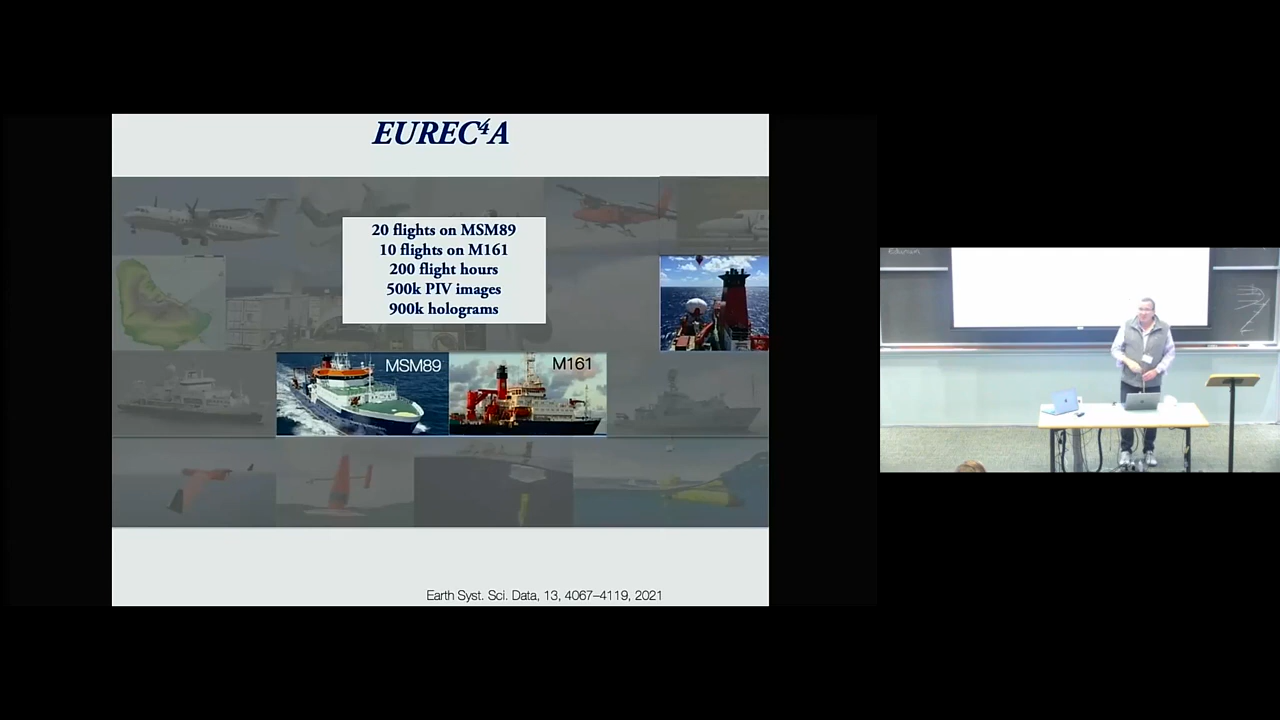 EUREC⁴A
20 flights on MSM89
10 flights on M161
200 flight hours
500k PIV images
900k holograms
MSM89
M161
Earth Syst. Sci. Data, 13, 4067–4119, 2021